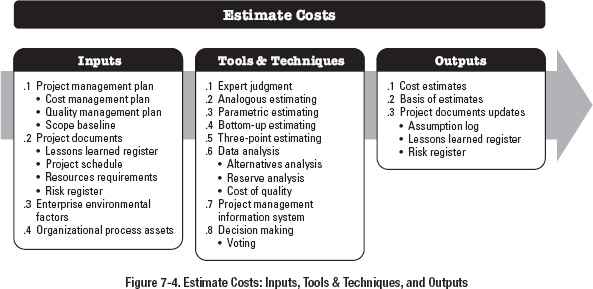 Estimate Costs
Inputs
.1 Project management plan
• Cost management plan
• Quality management plan
• Scope baseline
.2 Project documents
• Lessons learned register
• Project schedule
• Resources requirements
• Risk register
.3 Enterprise environmental
factors
.4 Organizational process assets
Tools & Techniques
.1 Expert judgment
.2 Analogous estimating
.3 Parametric estimating
.4 Bottom-up estimating
.5 Three-point estimating
.6 Data analysis
• Alternatives analysis
• Reserve analysis
• Cost of quality
.7 Project management
information system
.8 Decision making
• Voting
Outputs
.1 Cost estimates
.2 Basis of estimates
.3 Project documents updates
• Assumption log
• Lessons learned register
• Risk register
Figure 7-4. Estimate Costs: Inputs, Tools & Techniques, and Outputs